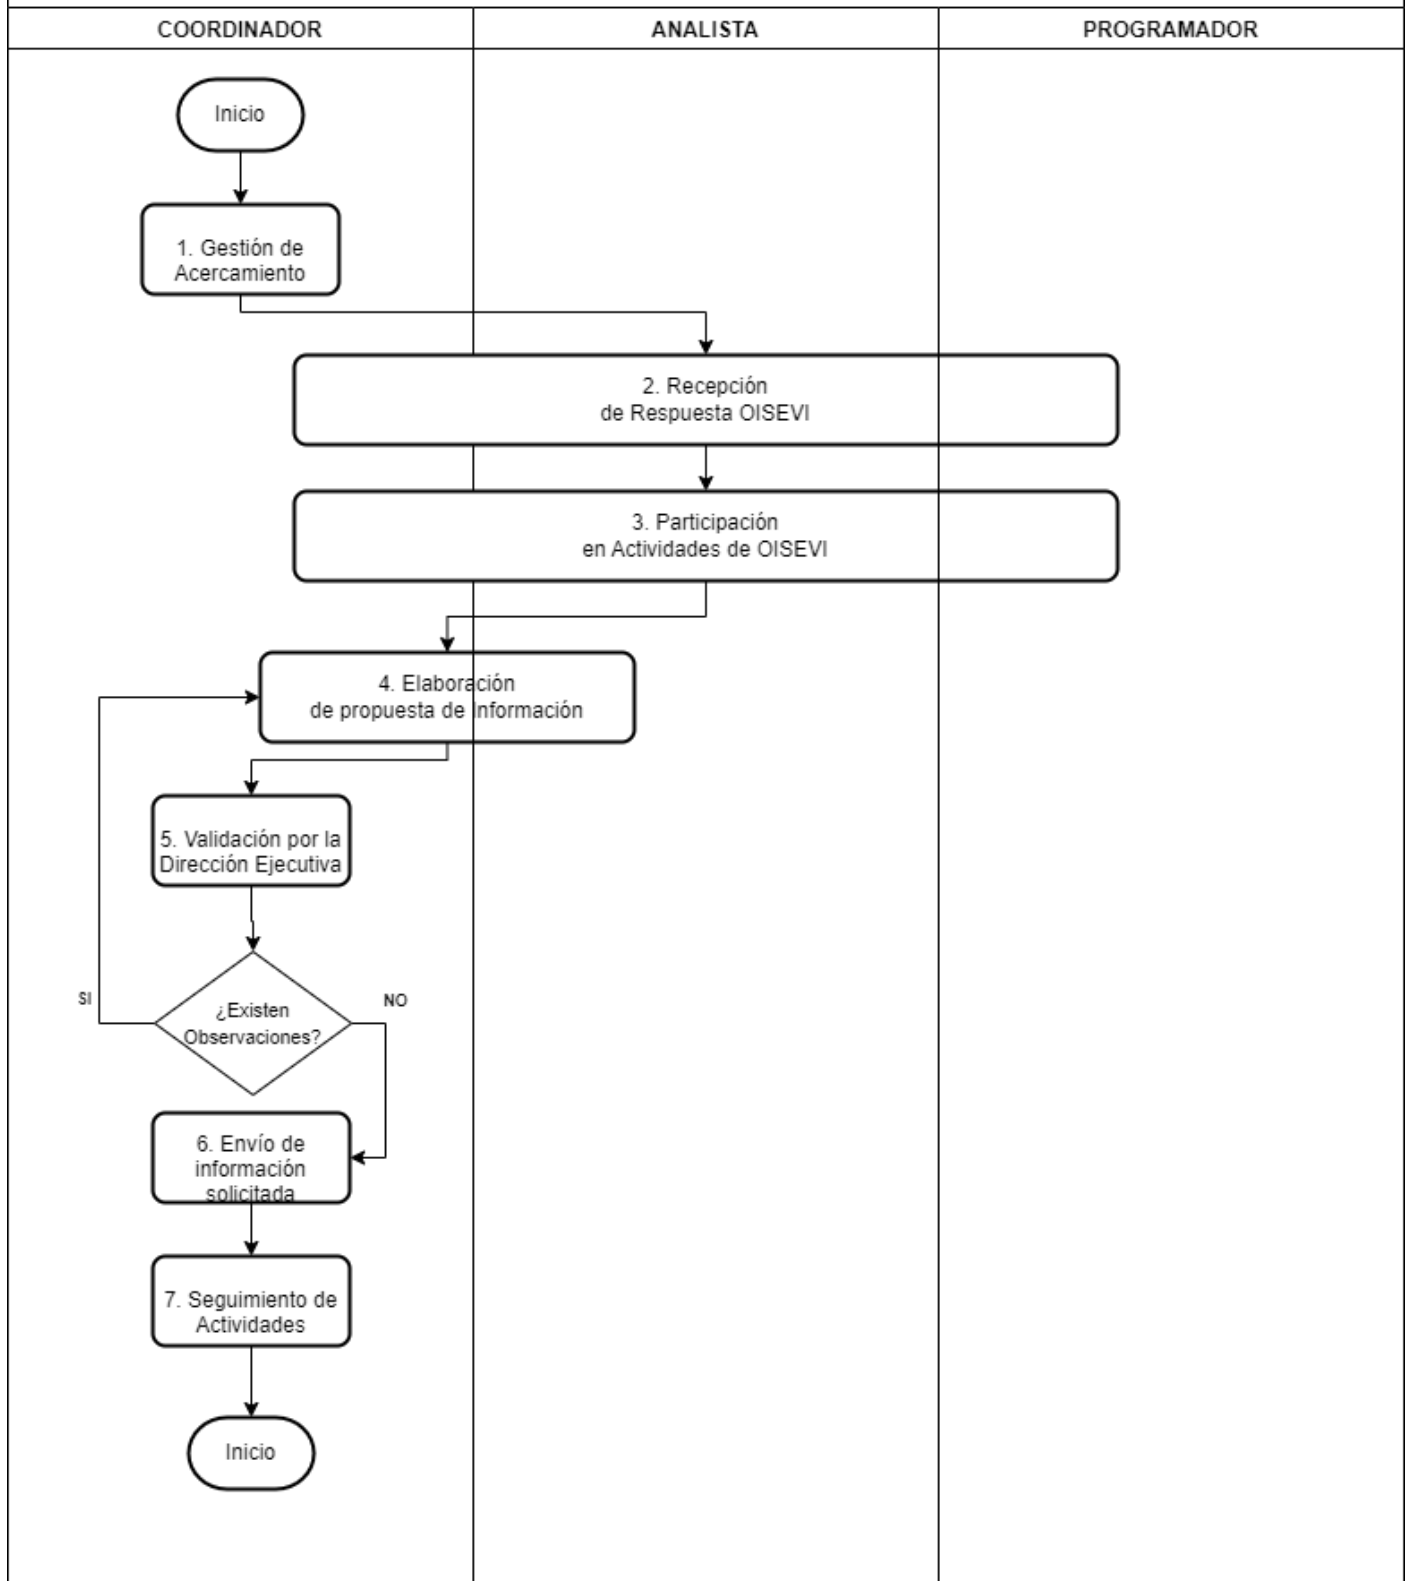 COORDINADOR
ANALISTA
PROGRAMADOR
Inicio
1. Gestión de
Acercamiento
2. Recepción
de Respuesta OISEVI
3. Participación
en Actividades de OISEVI
4. Elaboración
de propuesta de Información
5. Validación por la
Dirección Ejecutiva
SI
¿Existen
Observaciones?
NO
6. Envío de
información
solicitada
7. Seguimiento de
Actividades
Inicio